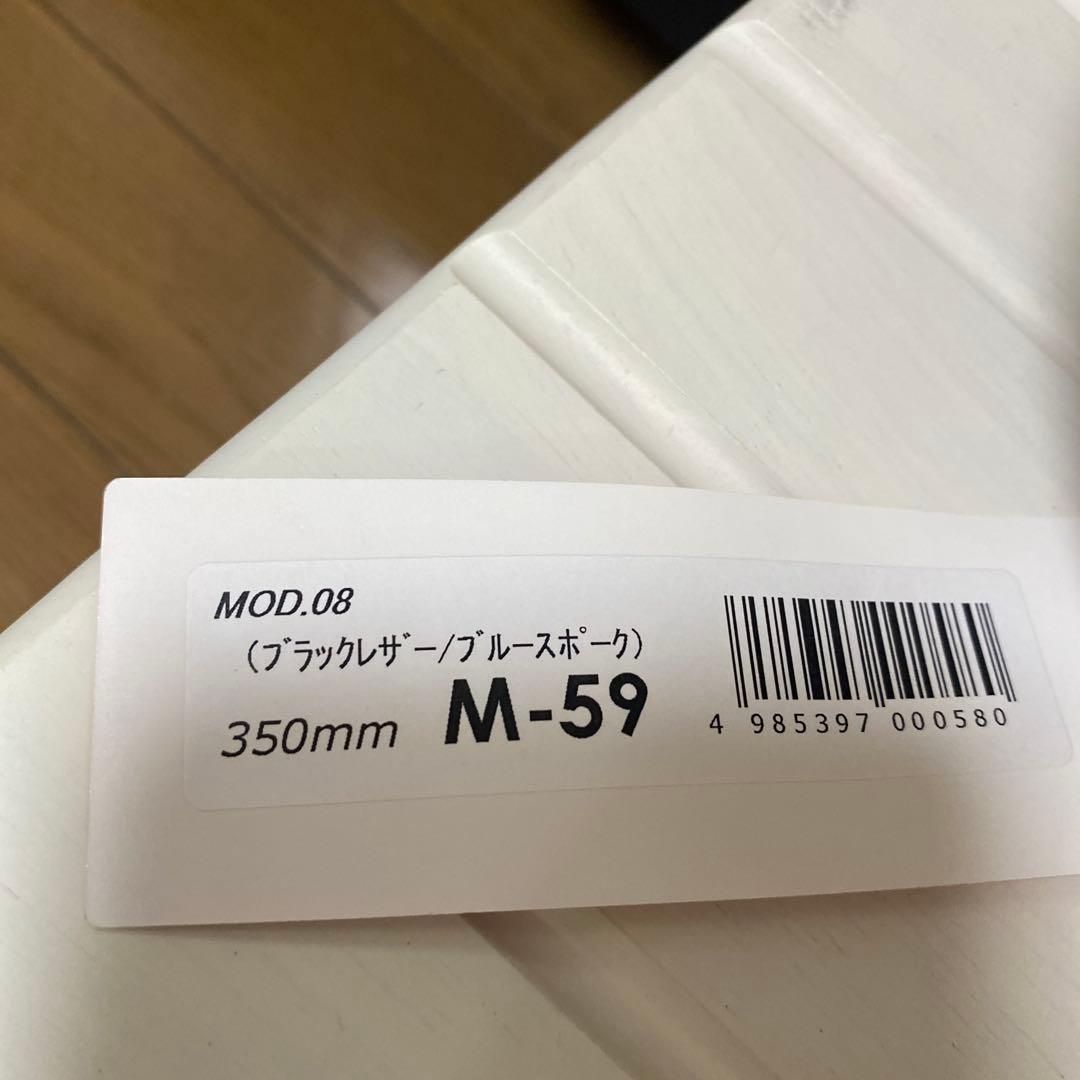 MOD.08
(ﾌﾞﾗｯｸﾚｻﾞｰ/ﾌﾞﾙｰｽﾎﾟｰｸ)
350mm M-59
4 985397 000580